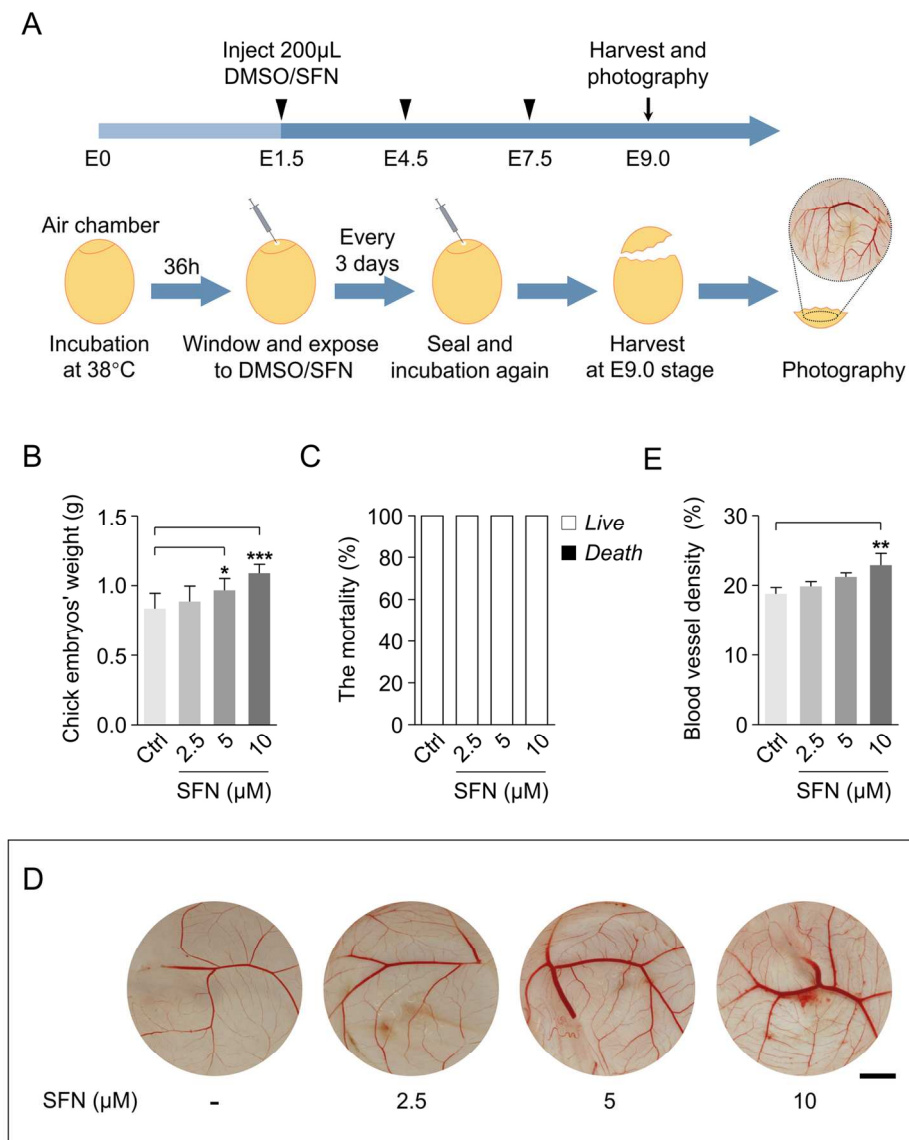 A
Inject 200µL
DMSO/SFN
Harvest and
photography
E0
E1.5
E4.5
E7.5
E9.0
Air chamber
36h
Every
3 days
Incubation
at 38°C
Window and expose
to DMSO/SFN
Seal and
incubation again
Harvest
at E9.0 stage
Photography
B
Chick embryos' weight (g)
1.5
1.0
0.5
0.0
*
***
Ctrl
2.5
5
10
SFN (µM)
C
The mortality (%)
100
80
60
40
20
0
Live
Death
Ctrl
2.5
5
10
SFN (µM)
E
Blood vessel density (%)
30
20
10
0
**
Ctrl
2.5
5
10
SFN (µM)
D
SFN (µM) - 2.5 5 10